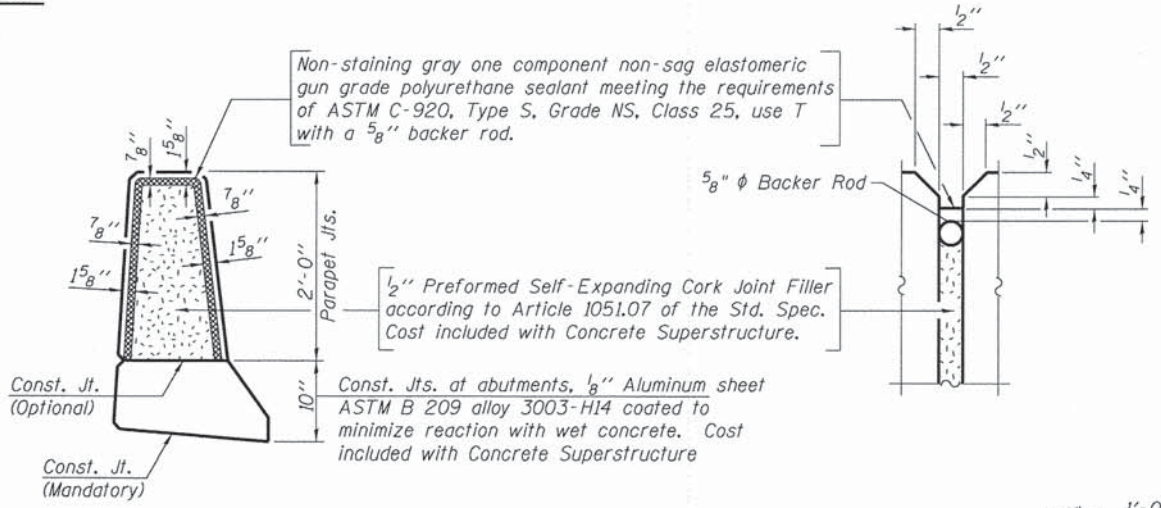 1/2"
Non-staining gray one component non-sag elastomeric
gun grade polyurethane sealant meeting the requirements
of ASTM C-920, Type S, Grade NS, Class 25, use T
with a 5/8" backer rod.
1/2"
1/2"
7/8"
1 5/8"
1/2"
1/4"
1/4"
5/8" φ Backer Rod
7/8"
7/8"
1 5/8"
1 5/8"
2'-0"
Parapet Jts.
1/2" Preformed Self-Expanding Cork Joint Filler
according to Article 1051.07 of the Std. Spec.
Cost included with Concrete Superstructure.
Const. Jt.
(Optional)
10"
Const. Jts. at abutments, 1/8" Aluminum sheet
ASTM B 209 alloy 3003-H14 coated to
minimize reaction with wet concrete. Cost
included with Concrete Superstructure
Const. Jt.
(Mandatory)